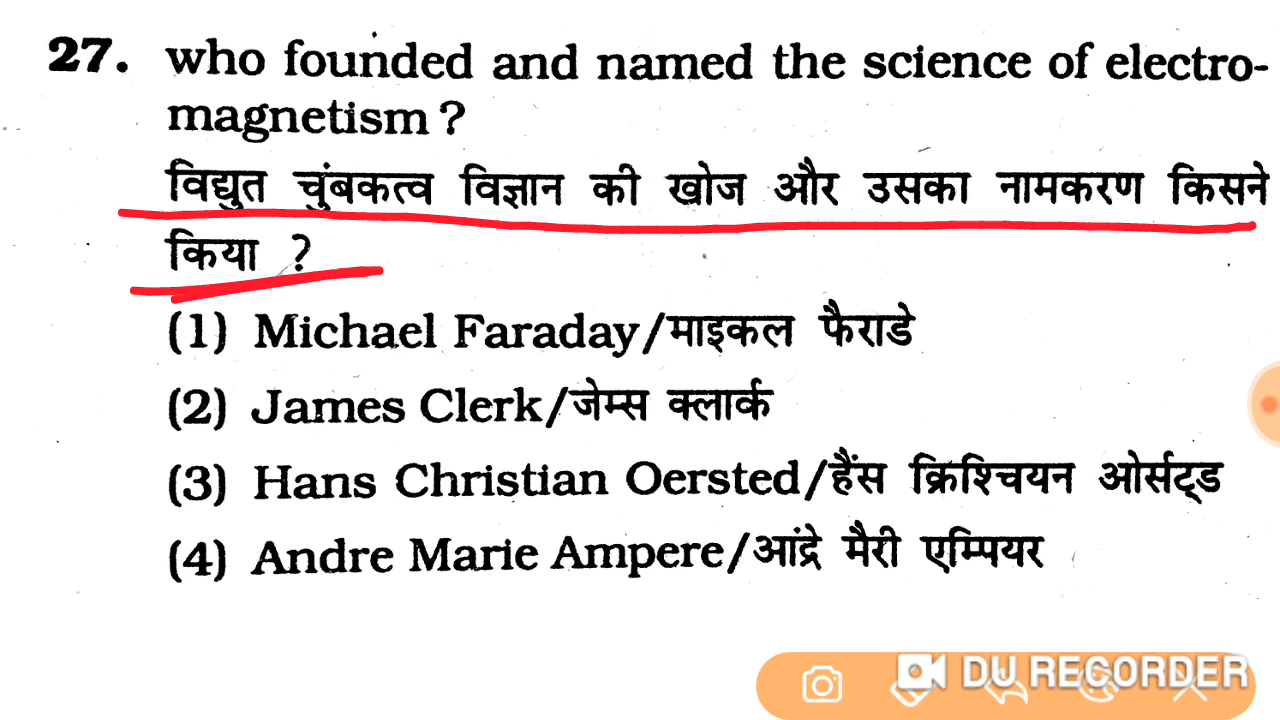 27. who founded and named the science of electro-
magnetism ?
विद्युत चुंबकत्व विज्ञान की खोज और उसका नामकरण किसने
किया ?
(1) Michael Faraday/माइकल फैराडे
(2) James Clerk/जेम्स क्लार्क
(3) Hans Christian Oersted/हैंस क्रिश्चियन ओर्सट्ड
(4) Andre Marie Ampere/आंद्रे मैरी एम्पियर
DU RECORDER